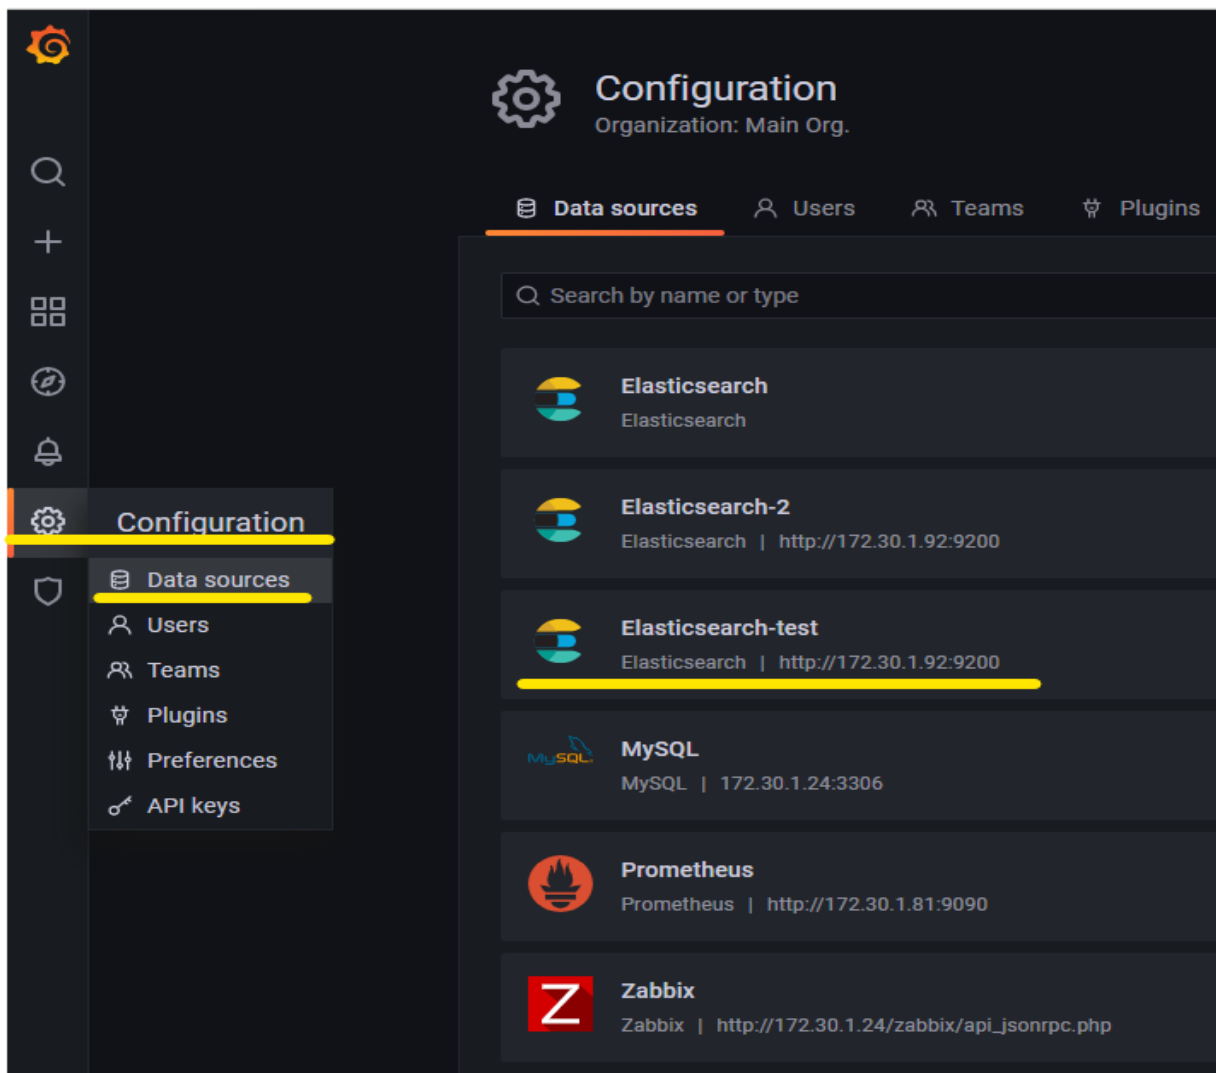 Configuration
Organization: Main Org.
Data sources
Users
Teams
Plugins
Search by name or type
Elasticsearch
Elasticsearch
Elasticsearch-2
Elasticsearch | http://172.30.1.92:9200
Elasticsearch-test
Elasticsearch | http://172.30.1.92:9200
MySQL
MySQL
MySQL | 172.30.1.24:3306
Prometheus
Prometheus | http://172.30.1.81:9090
Z
Zabbix
Zabbix | http://172.30.1.24/zabbix/api_jsonrpc.php
Configuration
Data sources
Users
Teams
Plugins
Preferences
API keys